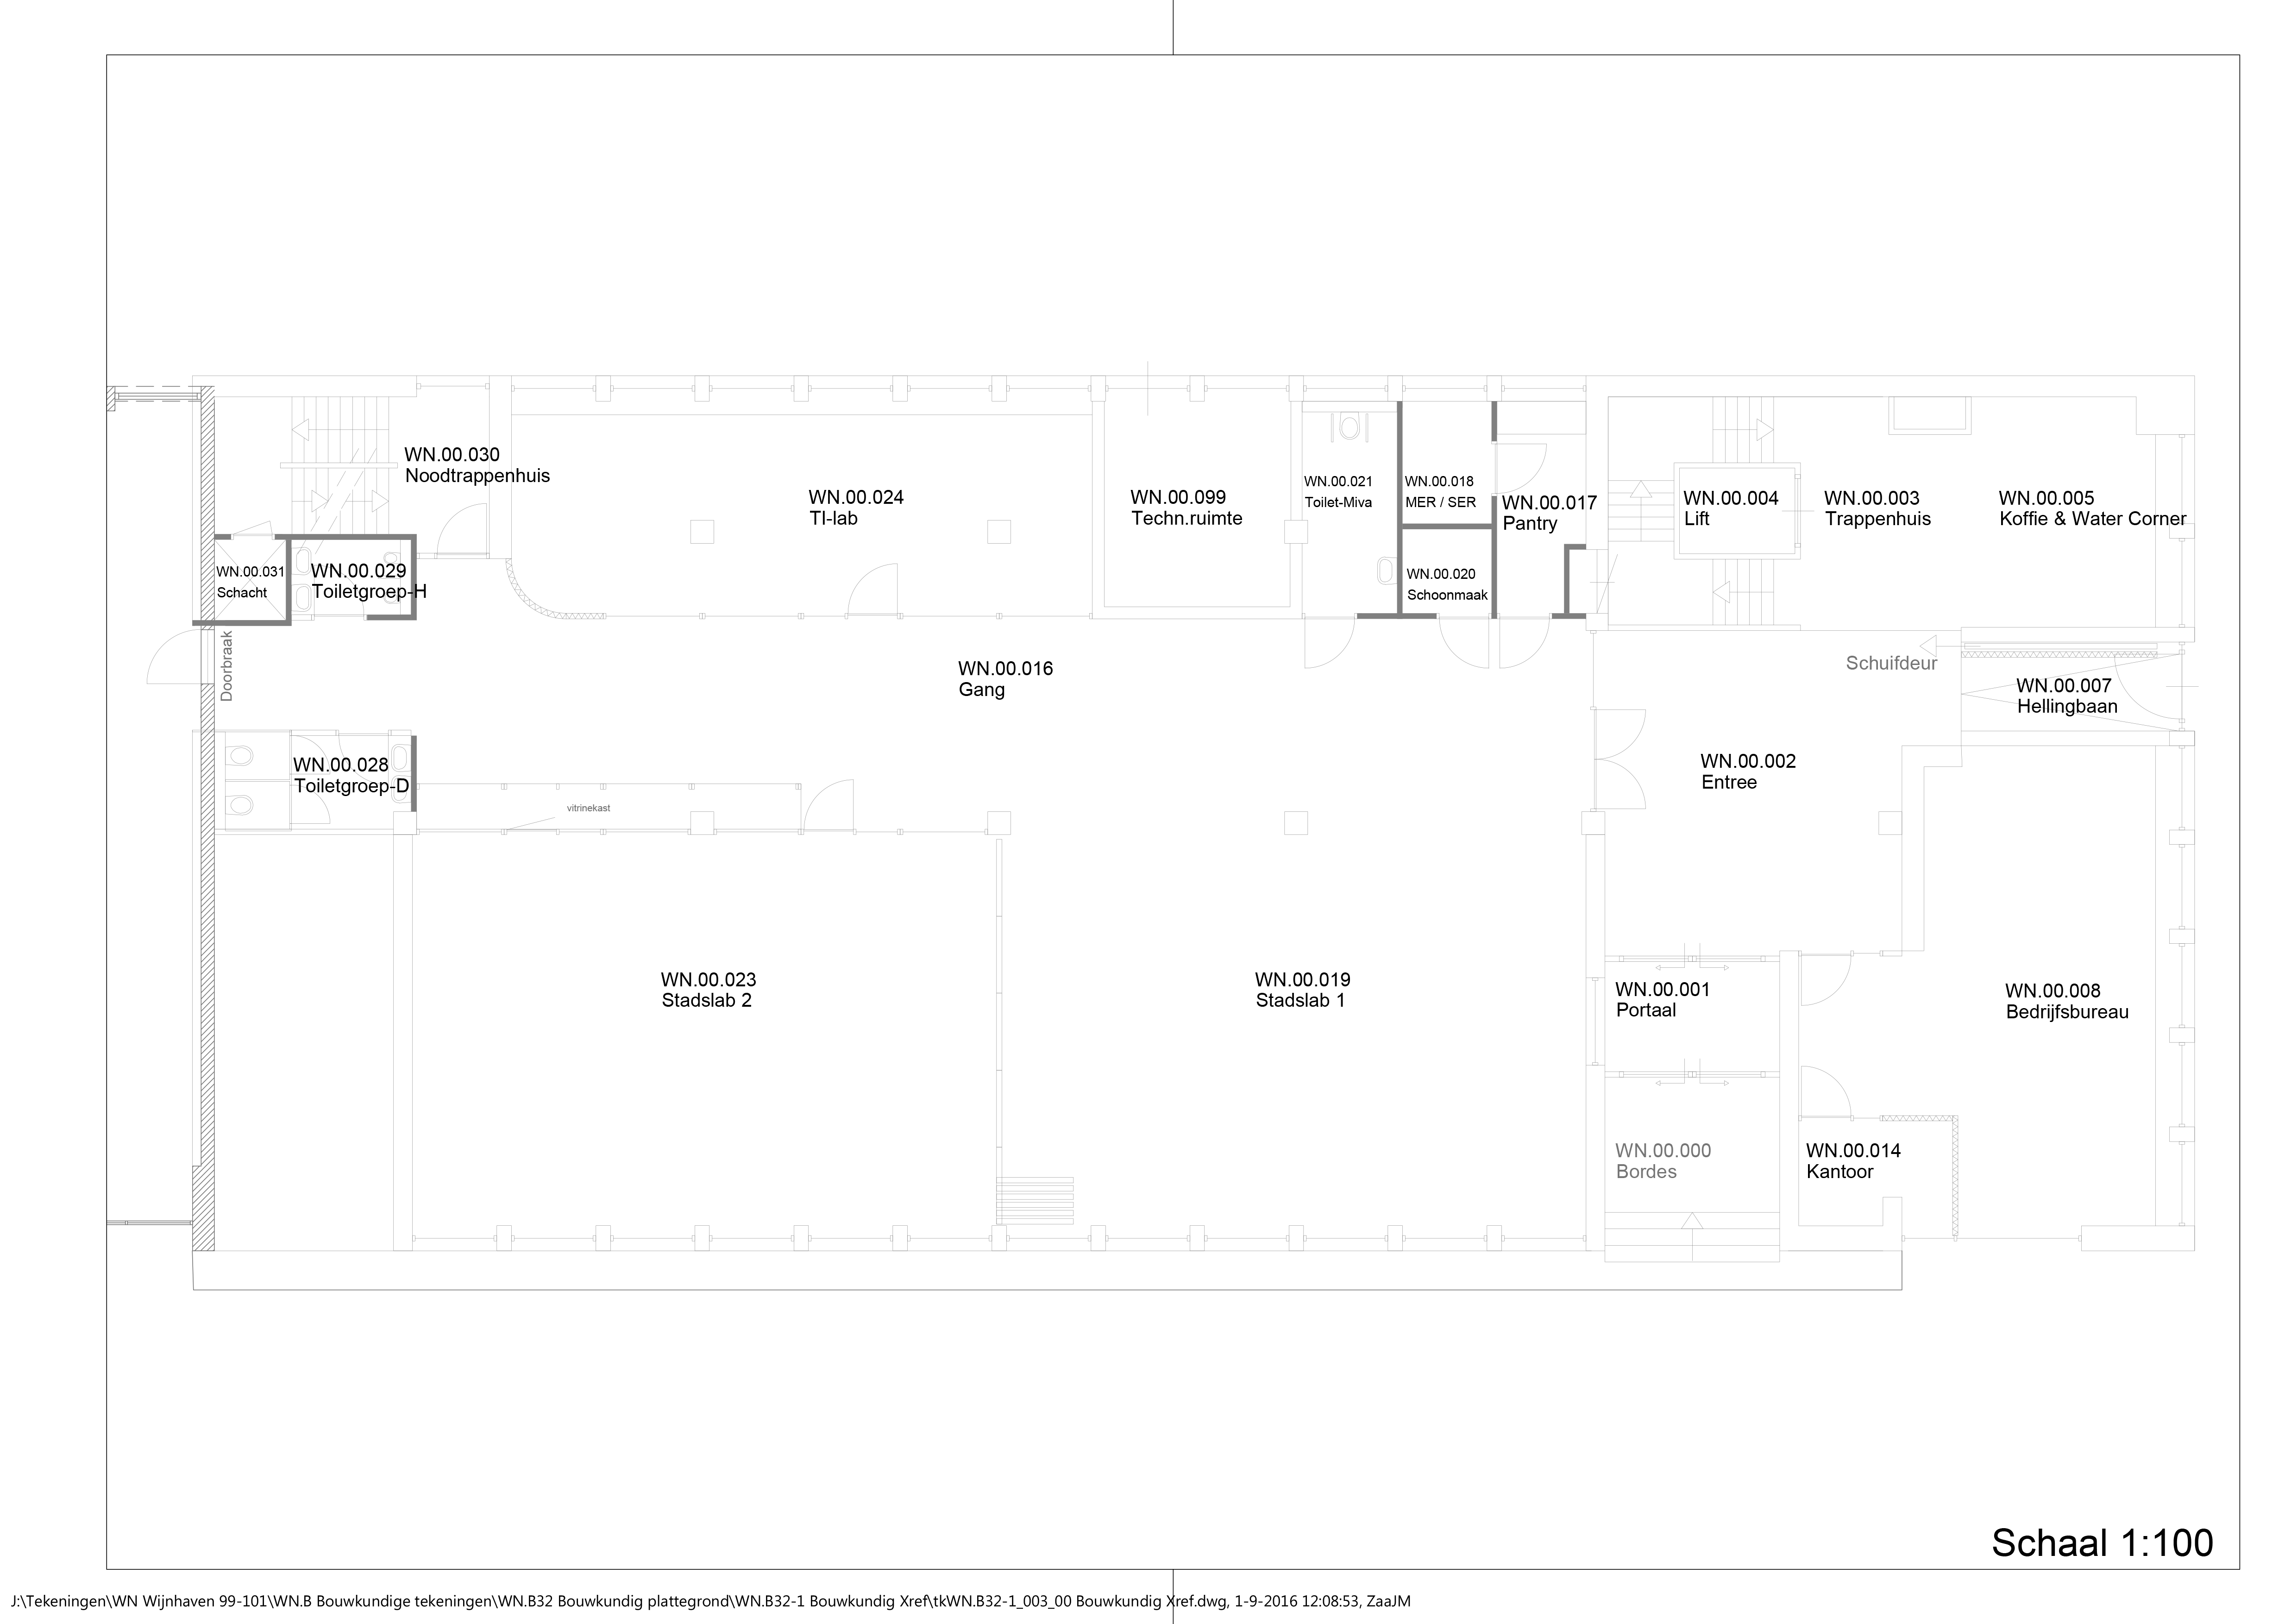 WN.00.030
Noodtrappenhuis
WN.00.024
TI-lab
WN.00.099
Techn.ruimte
WN.00.021
Toilet-Miva
WN.00.018
MER / SER
WN.00.017
Pantry
WN.00.004
Lift
WN.00.003
Trappenhuis
WN.00.005
Koffie & Water Corner
WN.00.031
Schacht
WN.00.029
Toiletgroep-H
WN.00.020
Schoonmaak
Doorbraak
WN.00.016
Gang
Schuifdeur
WN.00.007
Hellingbaan
WN.00.028
Toiletgroep-D
vitrinekast
WN.00.002
Entree
WN.00.023
Stadslab 2
WN.00.019
Stadslab 1
WN.00.001
Portaal
WN.00.008
Bedrijfsbureau
WN.00.000
Bordes
WN.00.014
Kantoor
Schaal 1:100
J:\Tekeningen\WN Wijnhaven 99-101\WN.B Bouwkundige tekeningen\WN.B32 Bouwkundig plattegrond\WN.B32-1 Bouwkundig Xref\tkWN.B32-1_003_00 Bouwkundig Xref.dwg, 1-9-2016 12:08:53, ZaaJM